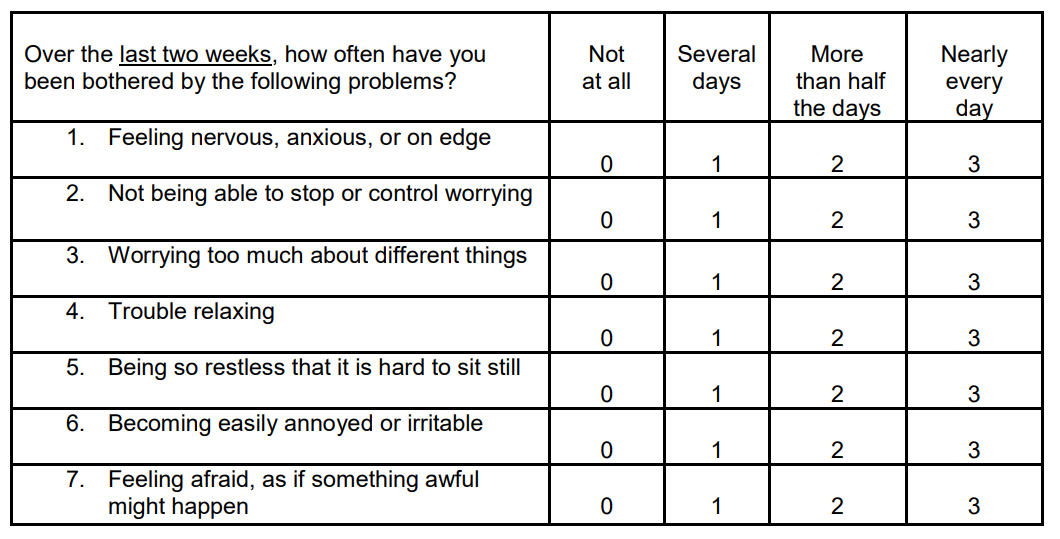 Over the last two weeks, how often have you been bothered by the following problems? | Not at all | Several days | More than half the days | Nearly every day
1. Feeling nervous, anxious, or on edge | 0 | 1 | 2 | 3
2. Not being able to stop or control worrying | 0 | 1 | 2 | 3
3. Worrying too much about different things | 0 | 1 | 2 | 3
4. Trouble relaxing | 0 | 1 | 2 | 3
5. Being so restless that it is hard to sit still | 0 | 1 | 2 | 3
6. Becoming easily annoyed or irritable | 0 | 1 | 2 | 3
7. Feeling afraid, as if something awful might happen | 0 | 1 | 2 | 3